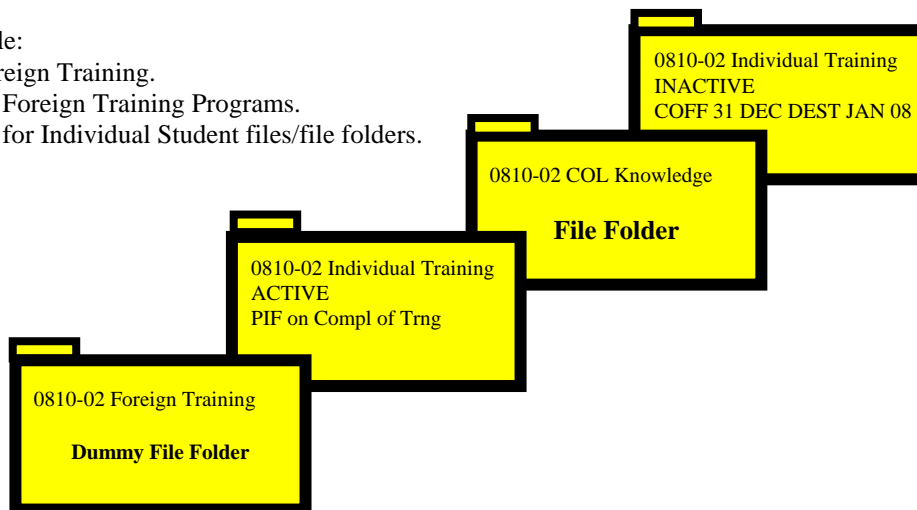 le:
reign Training.
Foreign Training Programs.
for Individual Student files/file folders.
0810-02 Individual Training
INACTIVE
COFF 31 DEC DEST JAN 08
0810-02 COL Knowledge
File Folder
0810-02 Individual Training
ACTIVE
PIF on Compl of Trng
0810-02 Foreign Training
Dummy File Folder